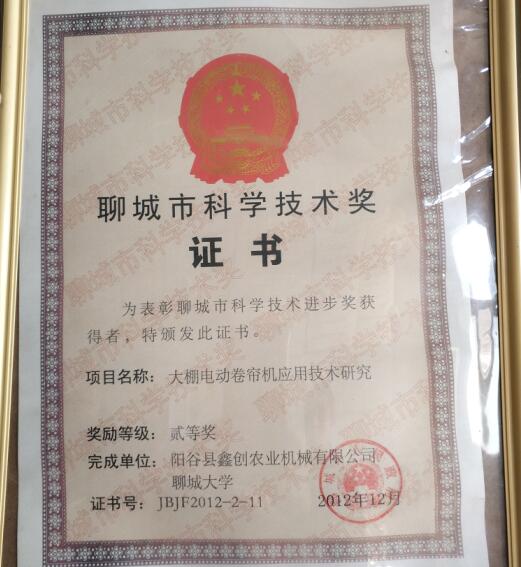 聊城市科学技术奖
证书
为表彰聊城市科学技术进步奖获
得者，特颁发此证书。
项目名称： 大棚电动卷帘机应用技术研究
奖励等级： 贰等奖
完成单位： 阳谷县鑫创农业机械有限公司
聊城大学
证书号： JBJF2012-2-11
2012年12月